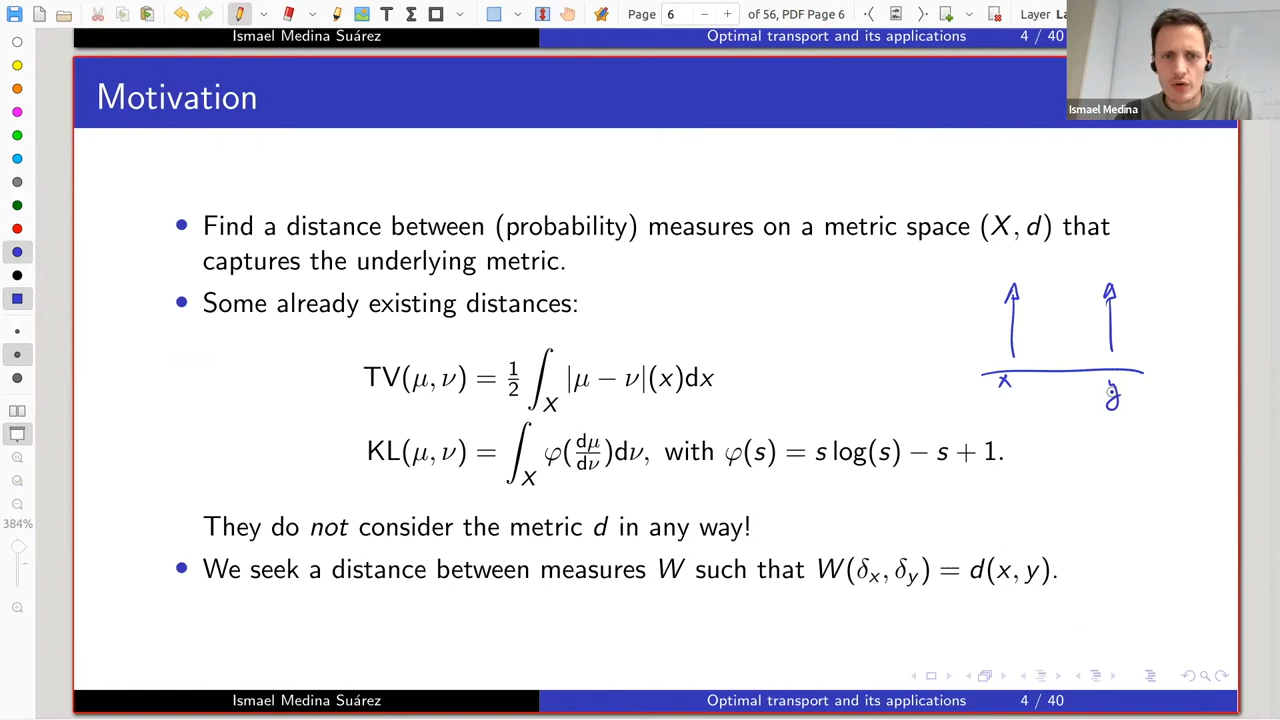 Page 6 of 56, PDF Page 6 Layer La
Ismael Medina Suárez Optimal transport and its applications 4 / 40
Motivation
Ismael Medina
• Find a distance between (probability) measures on a metric space (X, d) that
captures the underlying metric.
• Some already existing distances:
TV(μ, ν) = 1/2 ∫_X |μ − ν|(x)dx
KL(μ, ν) = ∫_X φ(dμ/dν)dν, with φ(s) = s log(s) − s + 1.
x y
They do not consider the metric d in any way!
• We seek a distance between measures W such that W(δ_x, δ_y) = d(x, y).
384%
Ismael Medina Suárez Optimal transport and its applications 4 / 40